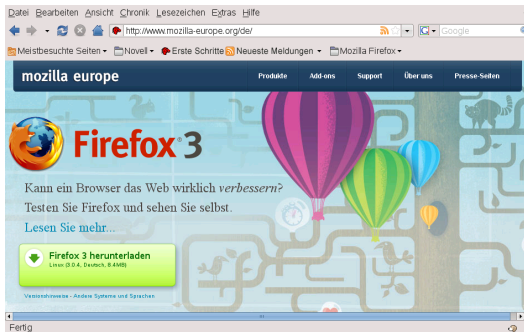 Datei Bearbeiten Ansicht Chronik Lesezeichen Extras Hilfe
http://www.mozilla-europe.org/de/ Google
Meistbesuchte Seiten Novell Erste Schritte Neueste Meldungen Mozilla Firefox
mozilla europe Produkte Add-ons Support Über uns Presse-Seiten
Firefox® 3
Kann ein Browser das Web wirklich verbessern?
Testen Sie Firefox und sehen Sie selbst.
Lesen Sie mehr...
Firefox 3 herunterladen
Linux (3.0.4, Deutsch, 8.4MB)
Versionshinweise - Andere Systeme und Sprachen
Fertig